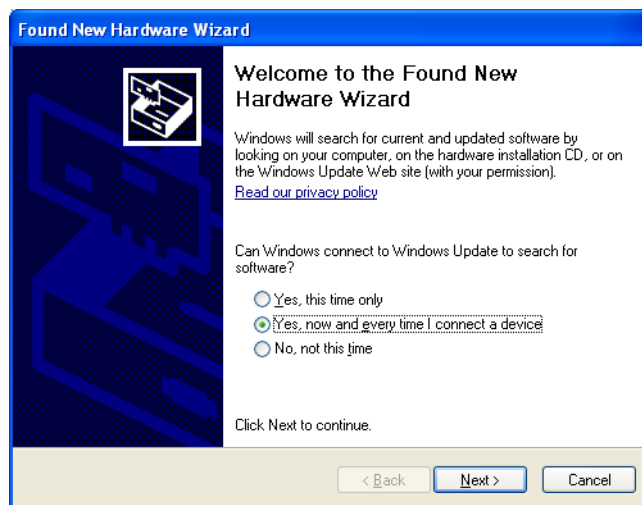 Found New Hardware Wizard
Welcome to the Found New
Hardware Wizard
Windows will search for current and updated software by
looking on your computer, on the hardware installation CD, or on
the Windows Update Web site (with your permission).
Read our privacy policy
Can Windows connect to Windows Update to search for
software?
Yes, this time only
Yes, now and every time I connect a device
No, not this time
Click Next to continue.
< Back
Next >
Cancel